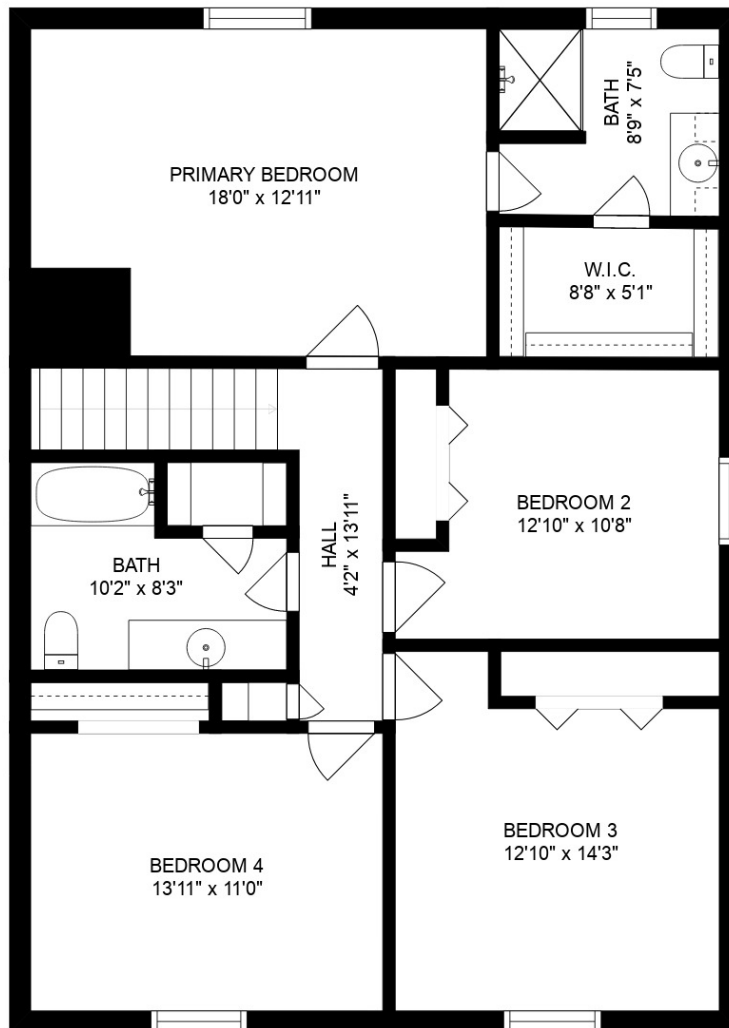 PRIMARY BEDROOM
18'0" x 12'11"
BATH
8'9" x 7'5"
W.I.C.
8'8" x 5'1"
BEDROOM 2
12'10" x 10'8"
HALL
4'2" x 13'11"
BATH
10'2" x 8'3"
BEDROOM 3
12'10" x 14'3"
BEDROOM 4
13'11" x 11'0"